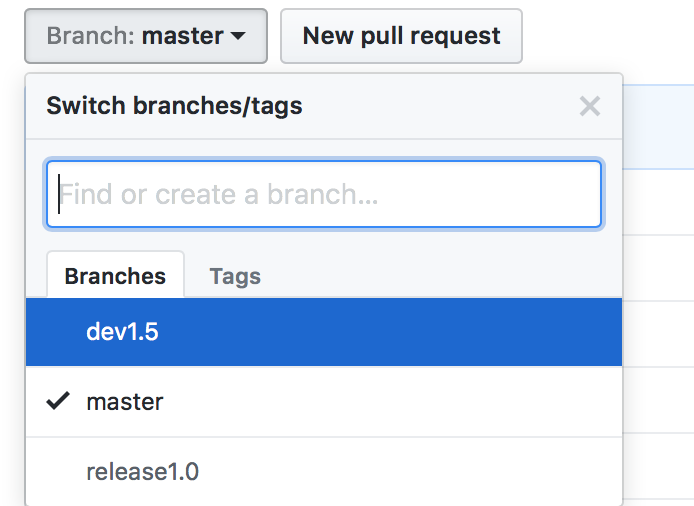 Branch: master
New pull request
Switch branches/tags
Find or create a branch...
Branches
Tags
dev1.5
master
release1.0